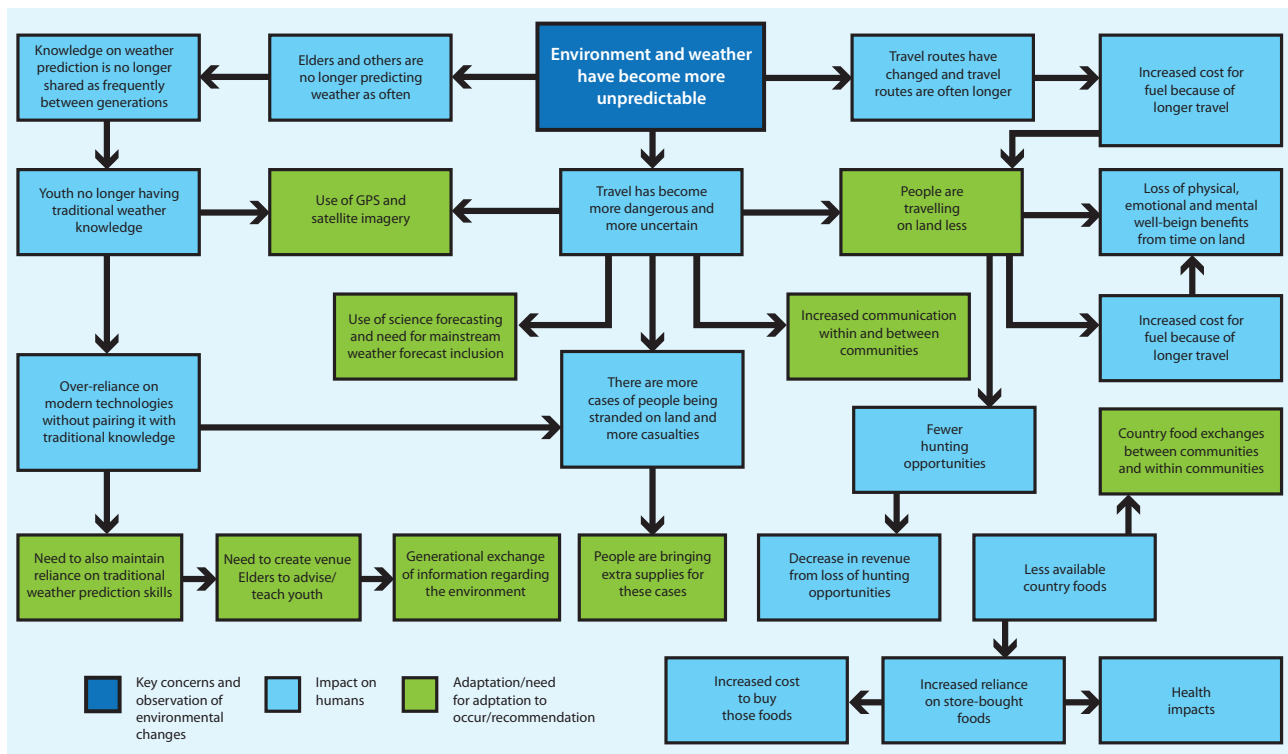 Knowledge on weather
prediction is no longer
shared as frequently
between generations
Elders and others are
no longer predicting
weather as often
Environment and weather
have become more
unpredictable
Travel routes have
changed and travel
routes are often longer
Increased cost for
fuel because of
longer travel
Youth no longer having
traditional weather
knowledge
Use of GPS and
satellite imagery
Travel has become
more dangerous and
more uncertain
People are
travelling
on land less
Loss of physical,
emotional and mental
well-beign benefits
from time on land
Use of science forecasting
and need for mainstream
weather forecast inclusion
Increased communication
within and between
communities
Increased cost for
fuel because of
longer travel
Over-reliance on
modern technologies
without pairing it with
traditional knowledge
There are more
cases of people being
stranded on land and
more casualties
Fewer
hunting
opportunities
Country food exchanges
between communities
and within communities
Need to also maintain
reliance on traditional
weather prediction skills
Need to create venue
Elders to advise/
teach youth
Generational exchange
of information regarding
the environment
People are bringing
extra supplies for
these cases
Decrease in revenue
from loss of hunting
opportunities
Less available
country foods
Increased cost
to buy
those foods
Increased reliance
on store-bought
foods
Health
impacts
Key concerns and
observation of
environmental
changes
Impact on
humans
Adaptation/need
for adptation to
occur/recommendation